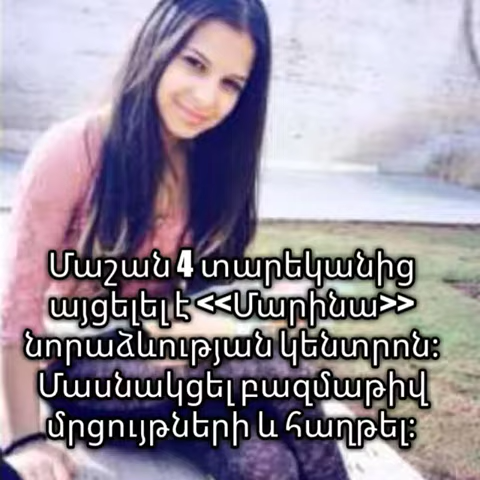 Մաշան 4 տարեկանից
այցելել է <<Մարինա>>
նորաձևության կենտրոն:
Մասնակցել բազմաթիվ
մրցույթների և հաղթել: